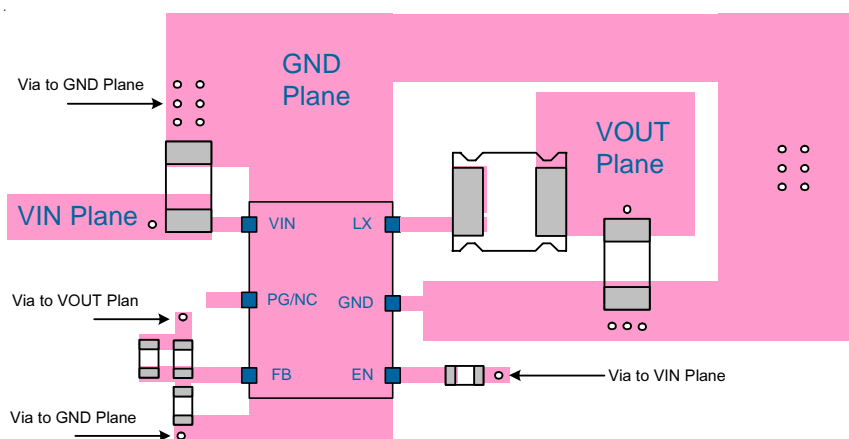 GND
Plane
Via to GND Plane
VOUT
Plane
VIN Plane
VIN
LX
Via to VOUT Plan
PG/NC
GND
FB
EN
Via to VIN Plane
Via to GND Plane